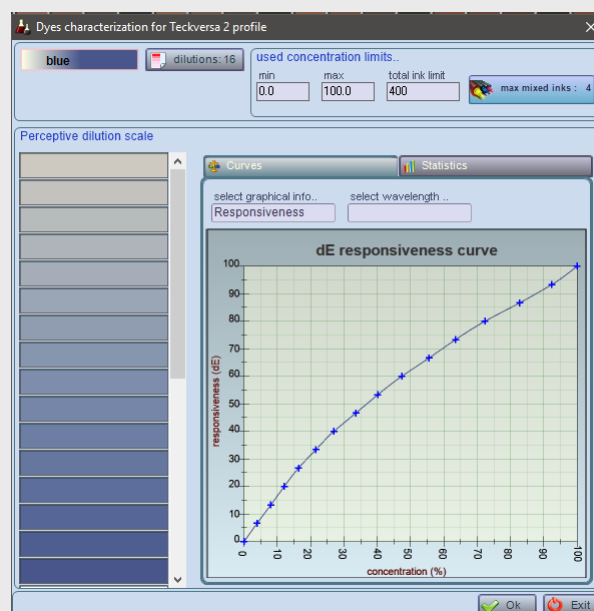 Dyes characterization for Teckversa 2 profile
blue
dilutions: 16
used concentration limits..
min max total ink limit
0.0 100.0 400
max mixed inks : 4
Perceptive dilution scale
Curves Statistics
select graphical info.. select wavelength ..
Responsiveness
dE responsiveness curve
100
90
80
70
60
50
40
30
20
10
0
responsiveness (dE)
0 10 20 30 40 50 60 70 80 90 100
concentration (%)
Ok Exit